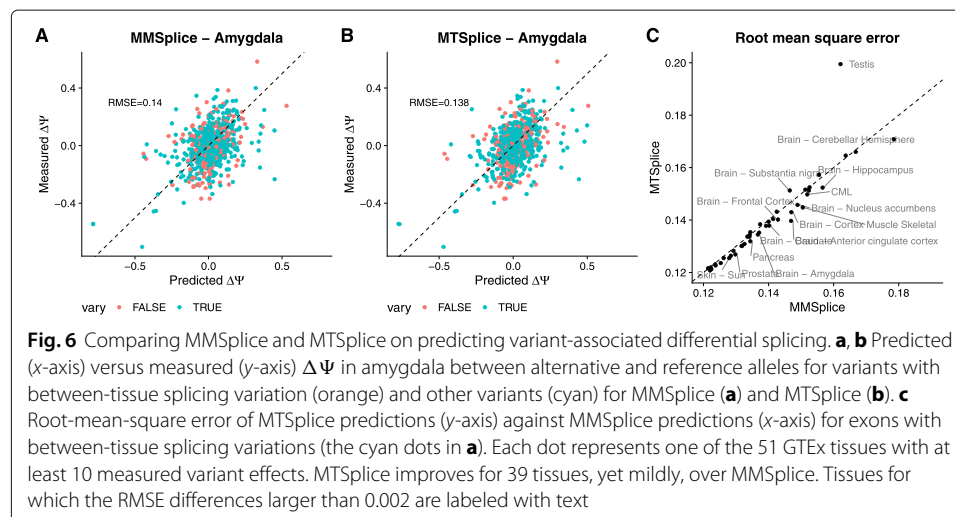 A
MMSplice – Amygdala
RMSE=0.14
Measured ΔΨ
0.4
0.0
−0.4
−0.5
0.0
0.5
Predicted ΔΨ
vary FALSE TRUE
B
MTSplice – Amygdala
RMSE=0.138
Measured ΔΨ
0.4
0.0
−0.4
−0.5
0.0
0.5
Predicted ΔΨ
vary FALSE TRUE
C
Root mean square error
MTSplice
0.20
0.18
0.16
0.14
0.12
Testis
Brain – Cerebellar Hemisphere
Brain – Substantia nigra
Brain – Hippocampus
CML
Brain – Frontal Cortex
Brain – Nucleus accumbens
Brain – Cortex
Muscle Skeletal
Brain – Anterior cingulate cortex
Pancreas
Skin – Sun
Prostate
Brain – Amygdala
0.12
0.14
0.16
0.18
MMSplice
Fig. 6 Comparing MMSplice and MTSplice on predicting variant-associated differential splicing. a, b Predicted
(x-axis) versus measured (y-axis) ΔΨ in amygdala between alternative and reference alleles for variants with
between-tissue splicing variation (orange) and other variants (cyan) for MMSplice (a) and MTSplice (b). c
Root-mean-square error of MTSplice predictions (y-axis) against MMSplice predictions (x-axis) for exons with
between-tissue splicing variations (the cyan dots in a). Each dot represents one of the 51 GTEx tissues with at
least 10 measured variant effects. MTSplice improves for 39 tissues, yet mildly, over MMSplice. Tissues for
which the RMSE differences larger than 0.002 are labeled with text